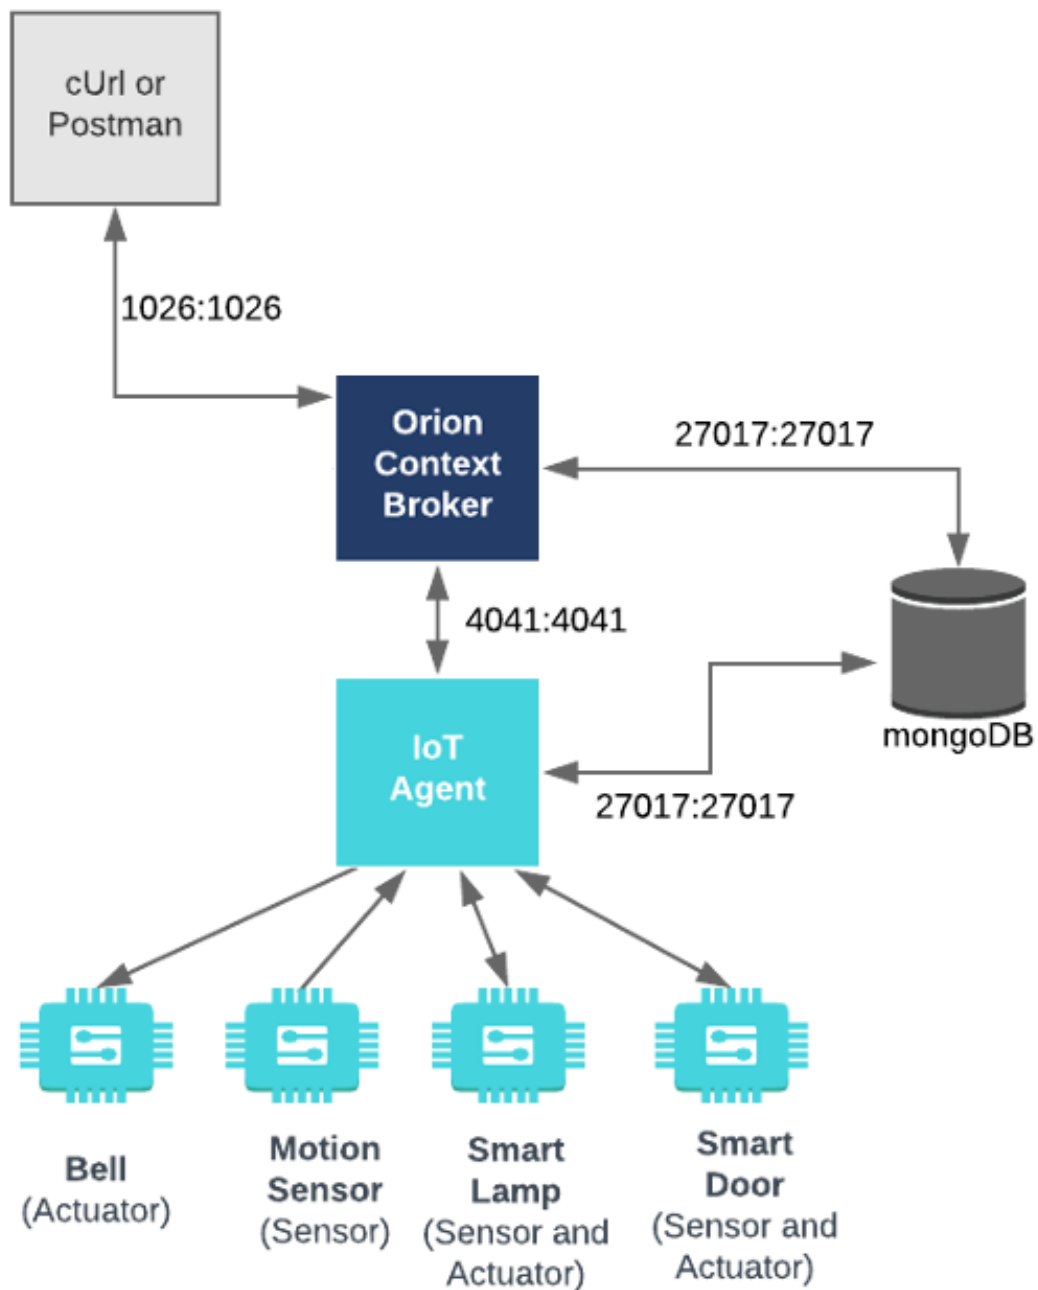 cUrl or
Postman
1026:1026
Orion
Context
Broker
27017:27017
4041:4041
mongoDB
IoT
Agent
27017:27017
Bell
(Actuator)
Motion
Sensor
(Sensor)
Smart
Lamp
(Sensor and
Actuator)
Smart
Door
(Sensor and
Actuator)